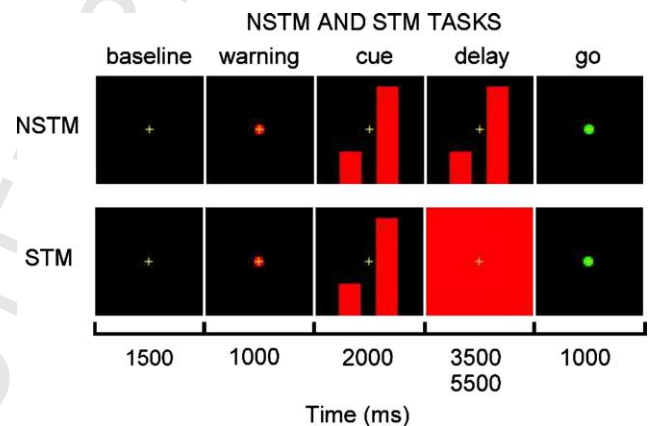 NSTM AND STM TASKS
baseline warning cue delay go
NSTM
STM
1500 1000 2000 3500 1000
5500
Time (ms)